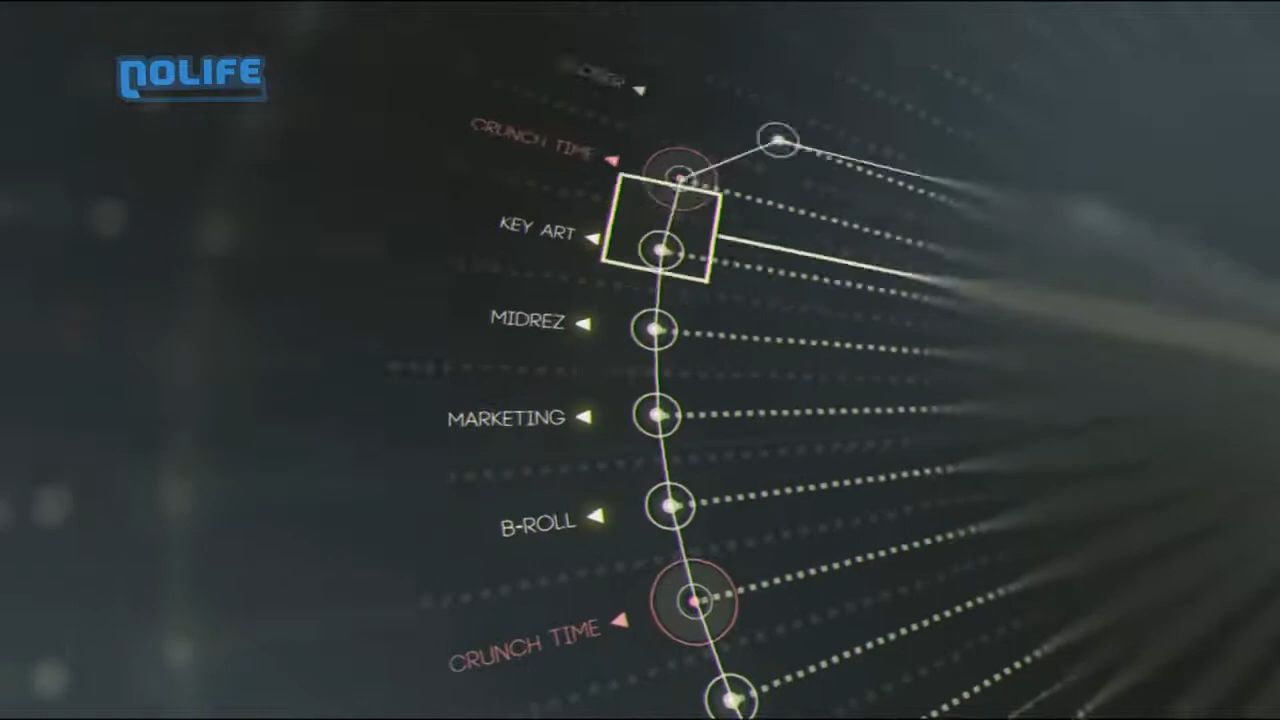 NOLIFE
CRUNCH TIME
KEY ART
MIDREZ
MARKETING
B-ROLL
CRUNCH TIME